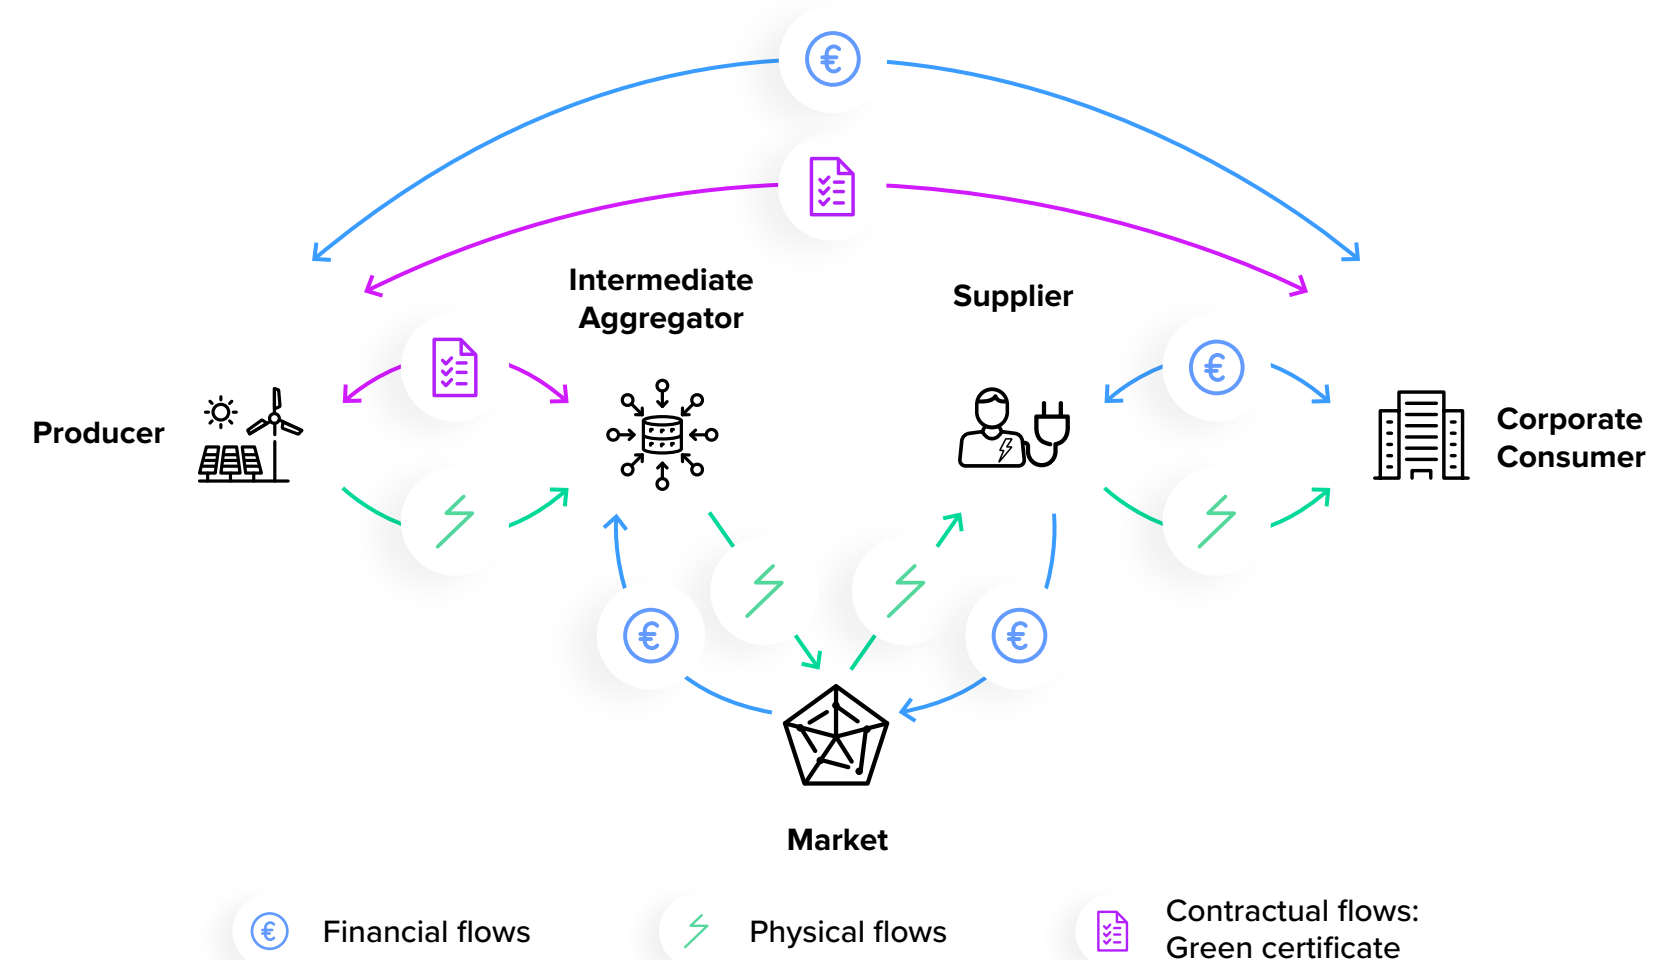 Intermediate
Aggregator
Supplier
Producer
Corporate
Consumer
Market
Financial flows
Physical flows
Contractual flows:
Green certificate